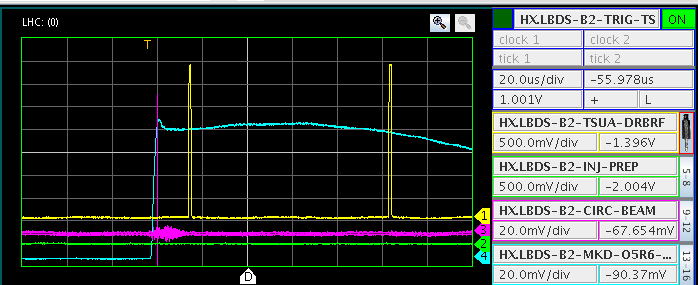 LHC: (0)
T
D
1
3
2
4
HX.LBDS-B2-TRIG-TS ON
clock 1 clock 2
tick 1 tick 2
20.0us/div -55.978us
1.001V + L
HX.LBDS-B2-TSUA-DRBRF
500.0mV/div -1.396V
HX.LBDS-B2-INJ-PREP
500.0mV/div -2.004V
5-8
HX.LBDS-B2-CIRC-BEAM
20.0mV/div -67.654mV
9-12
HX.LBDS-B2-MKD-O5R6-...
20.0mV/div -90.37mV
13-16